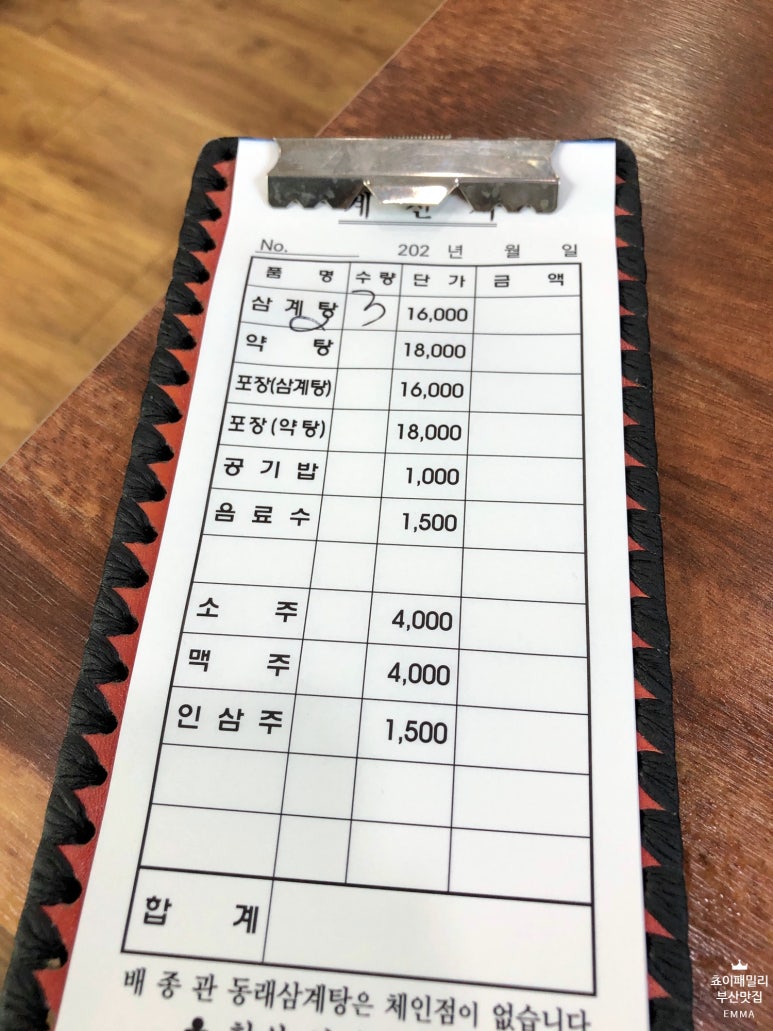 No. 202 년 월 일
품 명 수량 단 가 금 액
삼 계 탕 3 16,000
약 탕 18,000
포장(삼계탕) 16,000
포장(약탕) 18,000
공 기 밥 1,000
음 료 수 1,500
소 주 4,000
맥 주 4,000
인 삼 주 1,500
합 계
배 종 관 동래삼계탕은 체인점이 없습니다
쵸이패밀리
부산맛집
EMMA